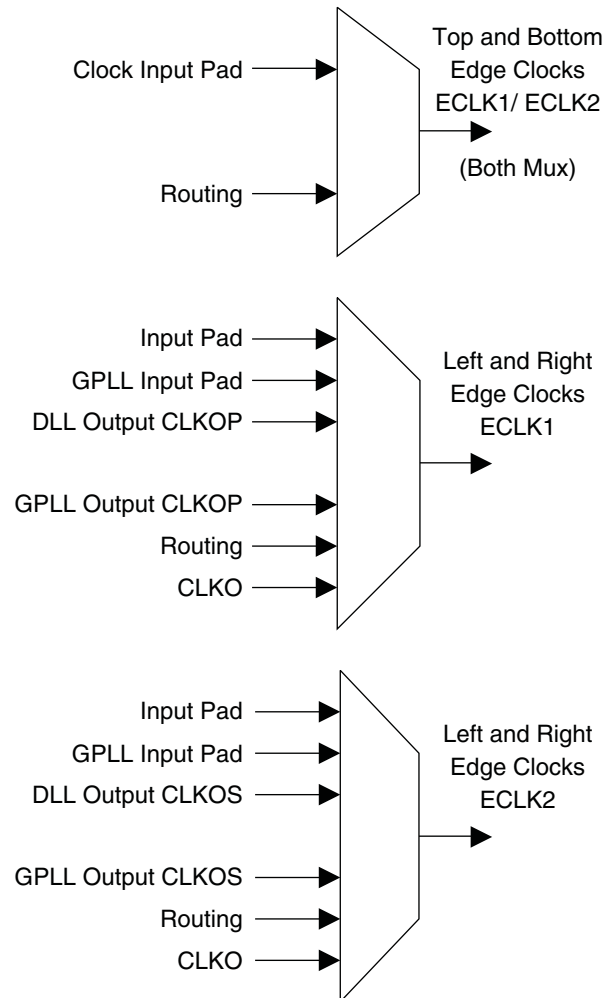 Clock Input Pad
Routing
Top and Bottom
Edge Clocks
ECLK1/ ECLK2
(Both Mux)
Input Pad
GPLL Input Pad
DLL Output CLKOP
GPLL Output CLKOP
Routing
CLKO
Left and Right
Edge Clocks
ECLK1
Input Pad
GPLL Input Pad
DLL Output CLKOS
GPLL Output CLKOS
Routing
CLKO
Left and Right
Edge Clocks
ECLK2